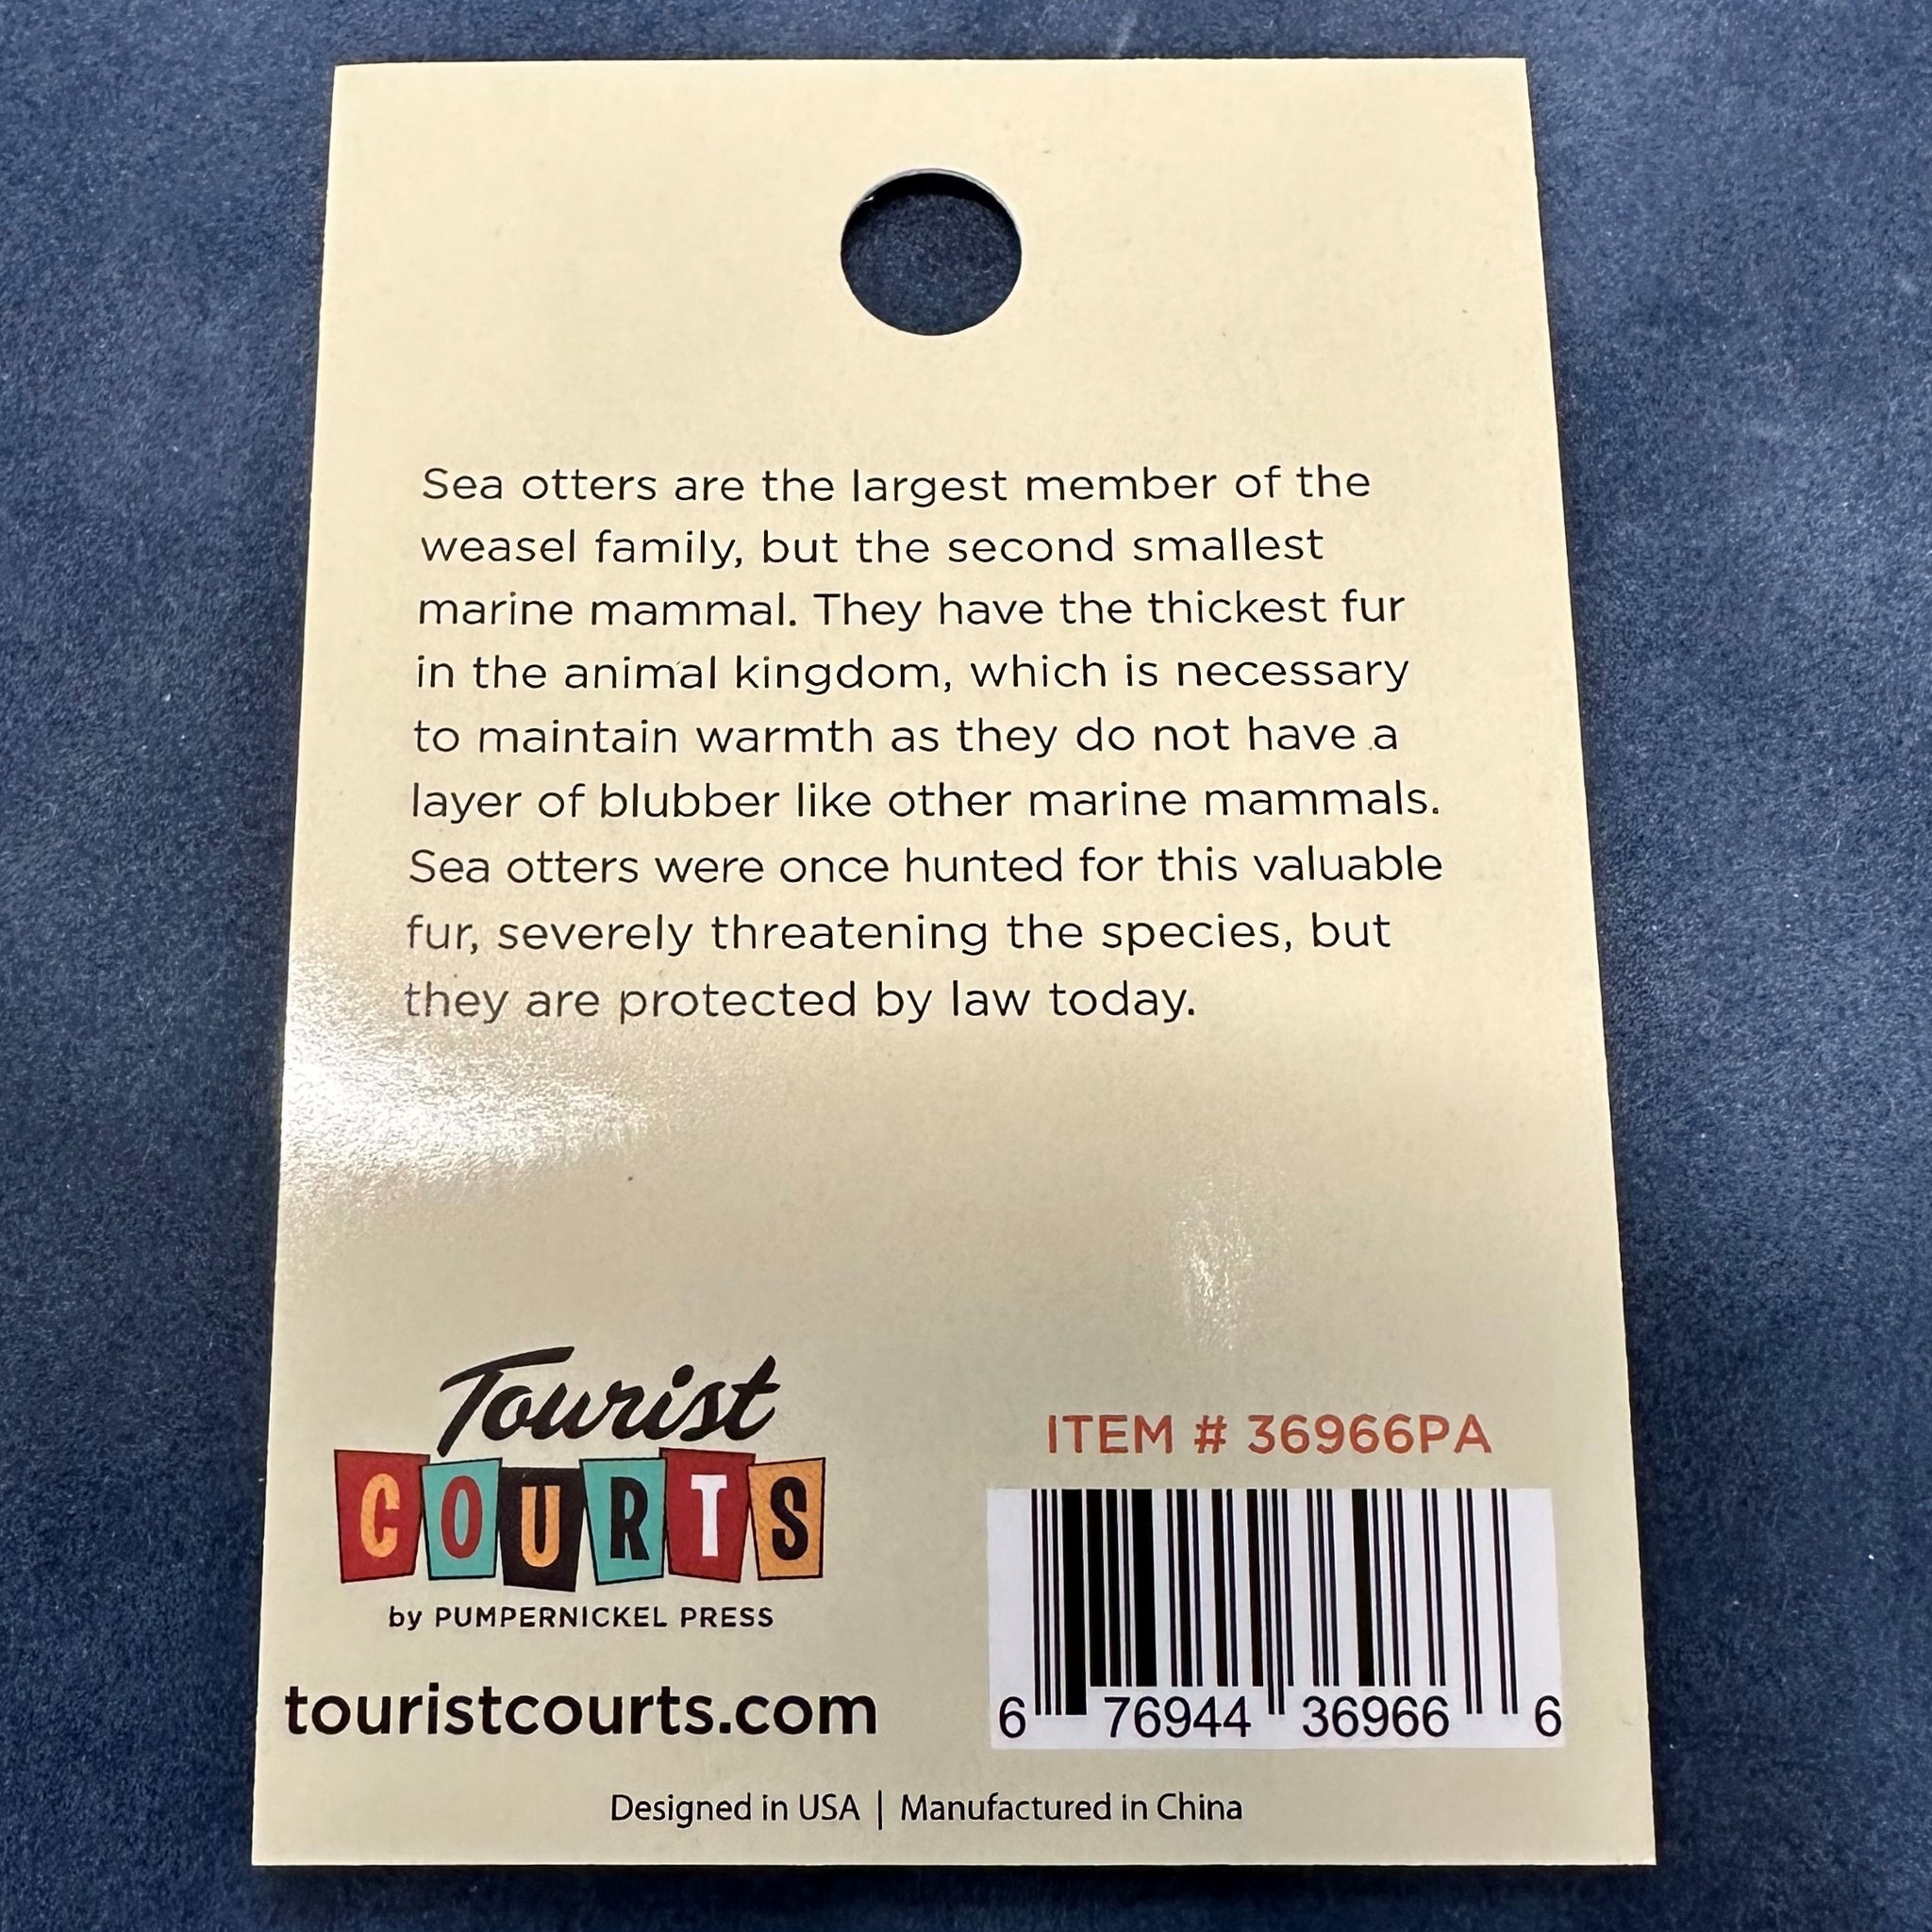 Sea otters are the largest member of the
weasel family, but the second smallest
marine mammal. They have the thickest fur
in the animal kingdom, which is necessary
to maintain warmth as they do not have a
layer of blubber like other marine mammals.
Sea otters were once hunted for this valuable
fur, severely threatening the species, but
they are protected by law today.
Tourist
COURTS
by PUMPERNICKEL PRESS
touristcourts.com
ITEM # 36966PA
6 76944 36966 6
Designed in USA | Manufactured in China